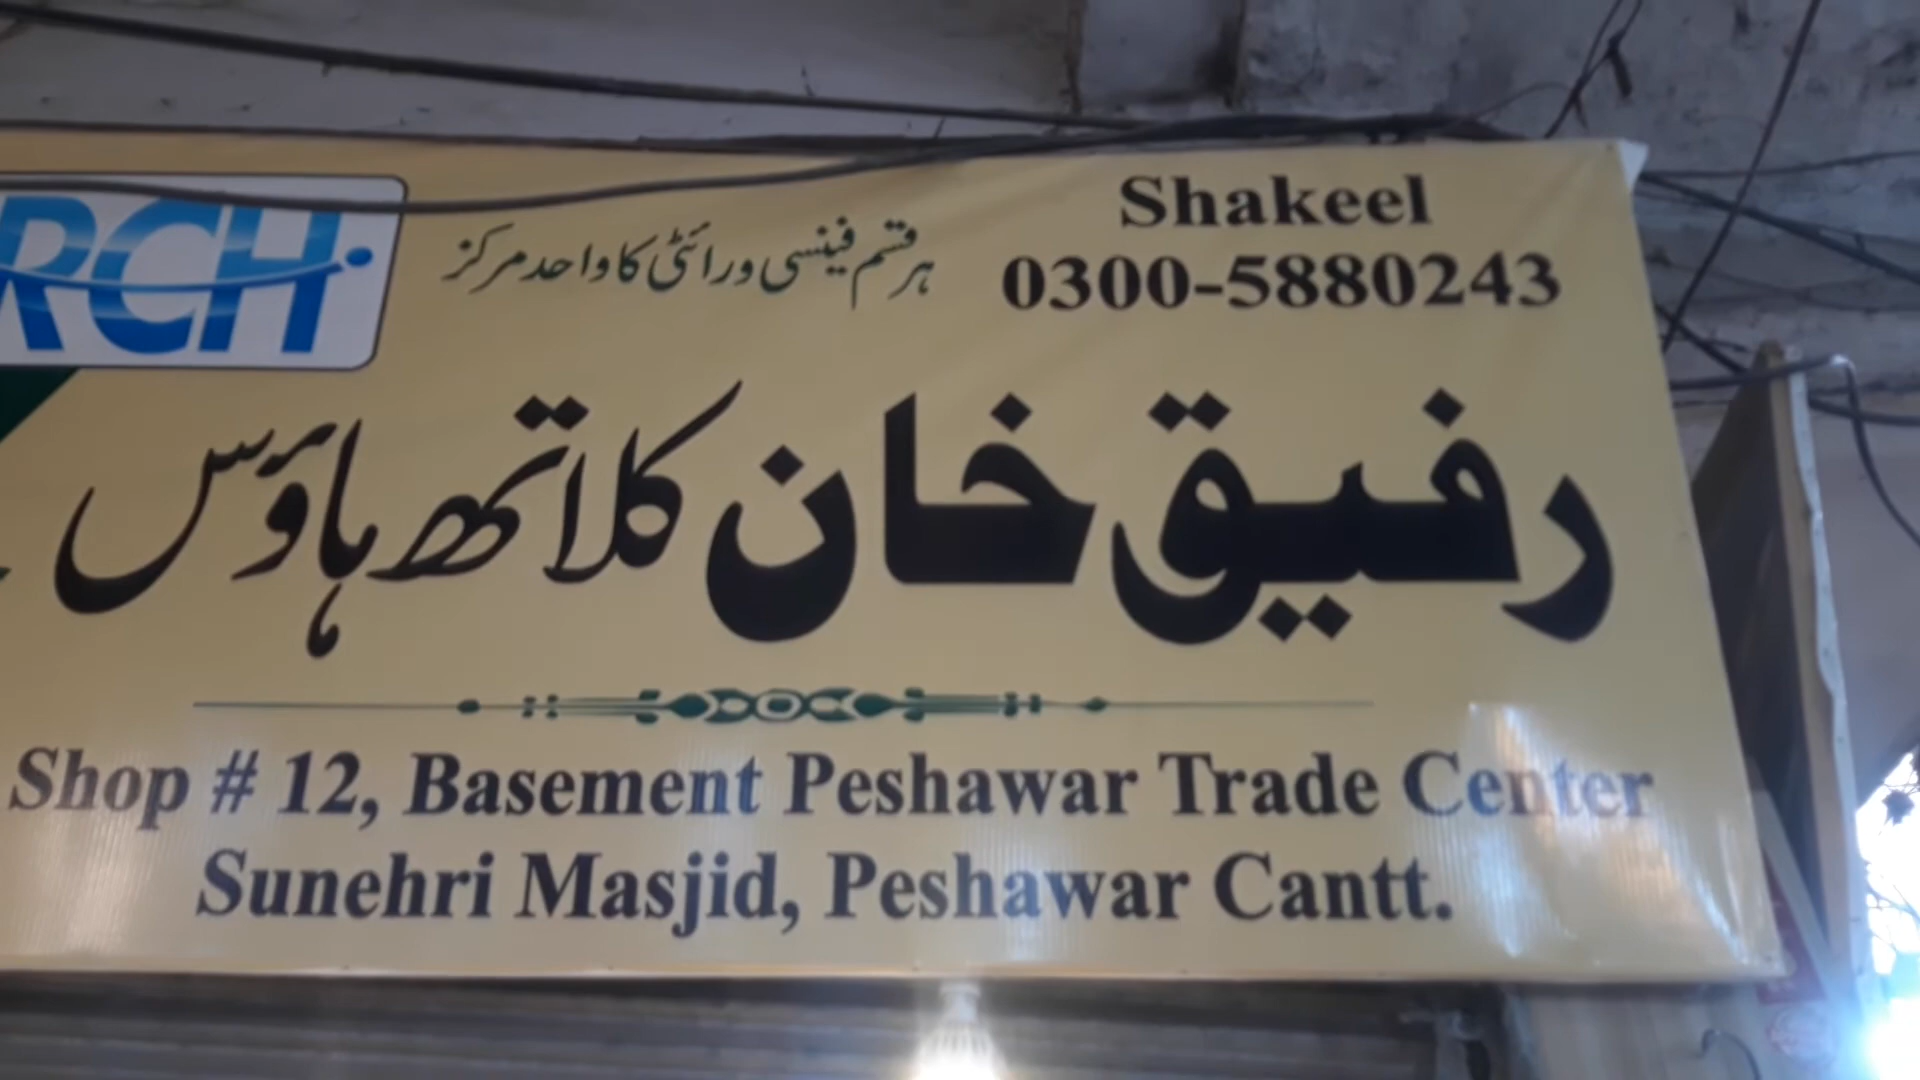 Shakeel
RCH
ہر قسم فینسی ورائٹی کا واحد مرکز
0300-5880243
رفیق خان کلاتھ ہاؤس
Shop # 12, Basement Peshawar Trade Center
Sunehri Masjid, Peshawar Cantt.